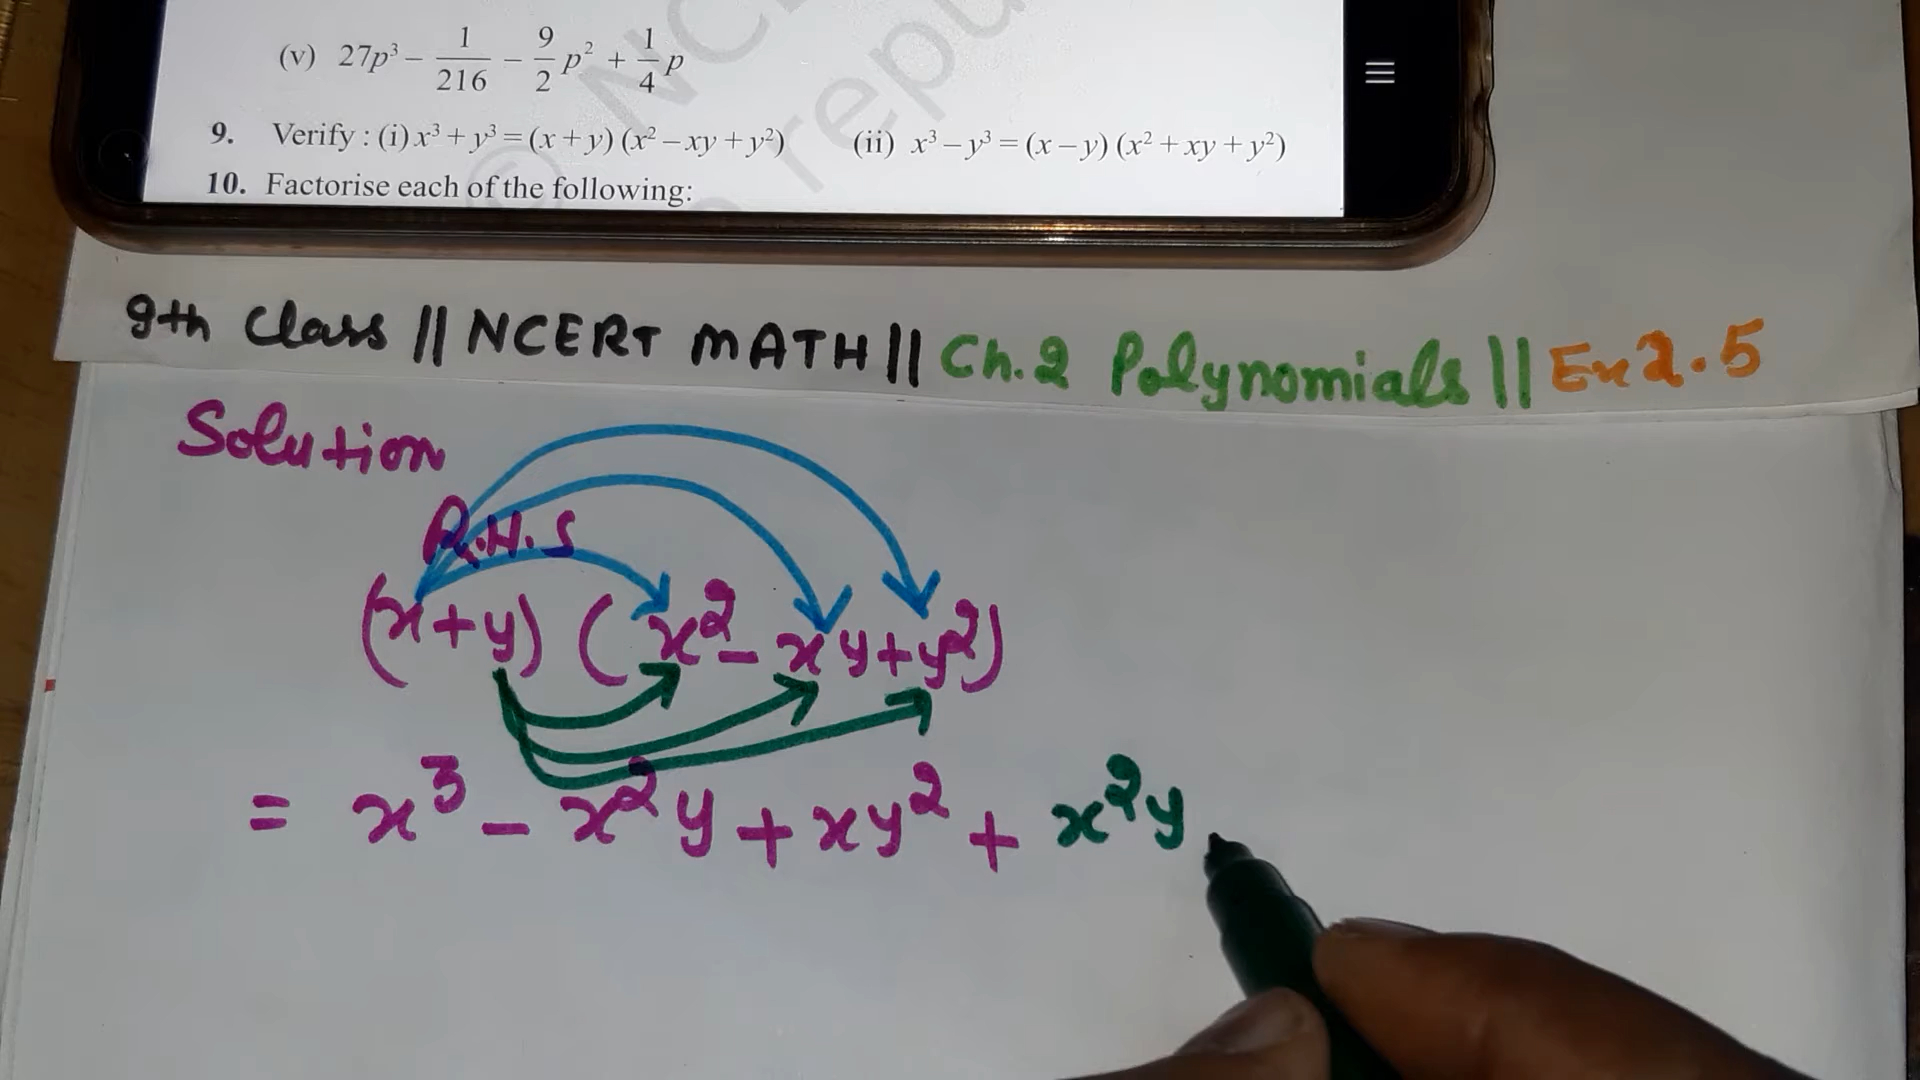 (v) 27p³ − 1/216 − 9/2 p² + 1/4 p
9. Verify : (i) x³ + y³ = (x + y) (x² − xy + y²) (ii) x³ − y³ = (x − y) (x² + xy + y²)
10. Factorise each of the following:
9th Class || NCERT MATH || Ch.2 Polynomials || Ex 2.5
Solution
R.H.S
(x+y) (x² − xy + y²)
= x³ − x²y + xy² + x²y